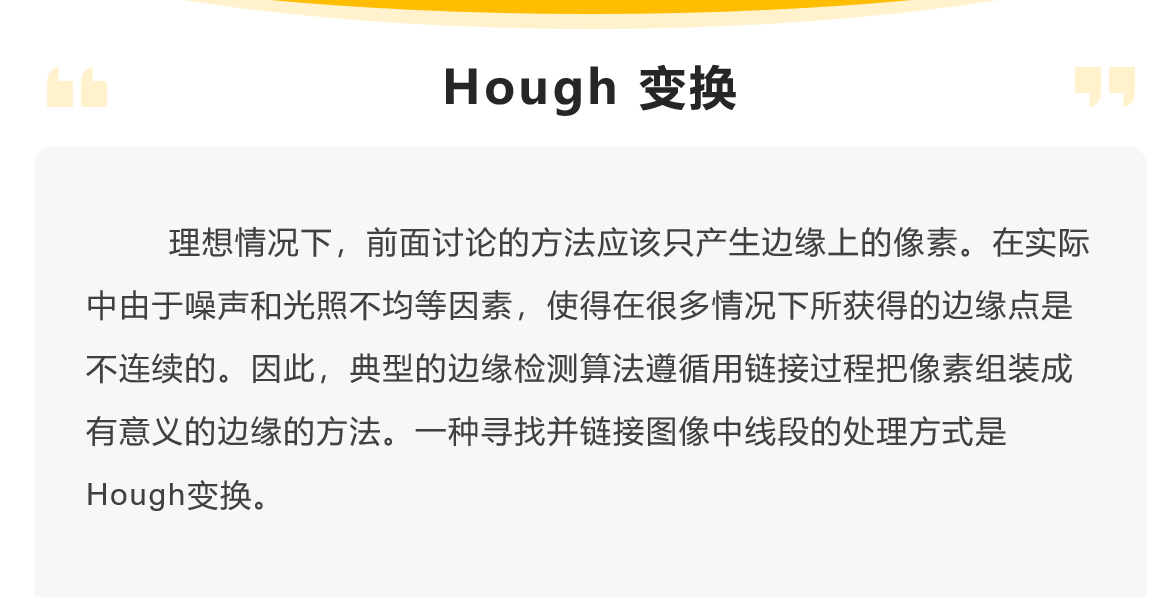 Hough 变换
理想情况下，前面讨论的方法应该只产生边缘上的像素。在实际
中由于噪声和光照不均等因素，使得在很多情况下所获得的边缘点是
不连续的。因此，典型的边缘检测算法遵循用链接过程把像素组装成
有意义的边缘的方法。一种寻找并链接图像中线段的处理方式是
Hough变换。